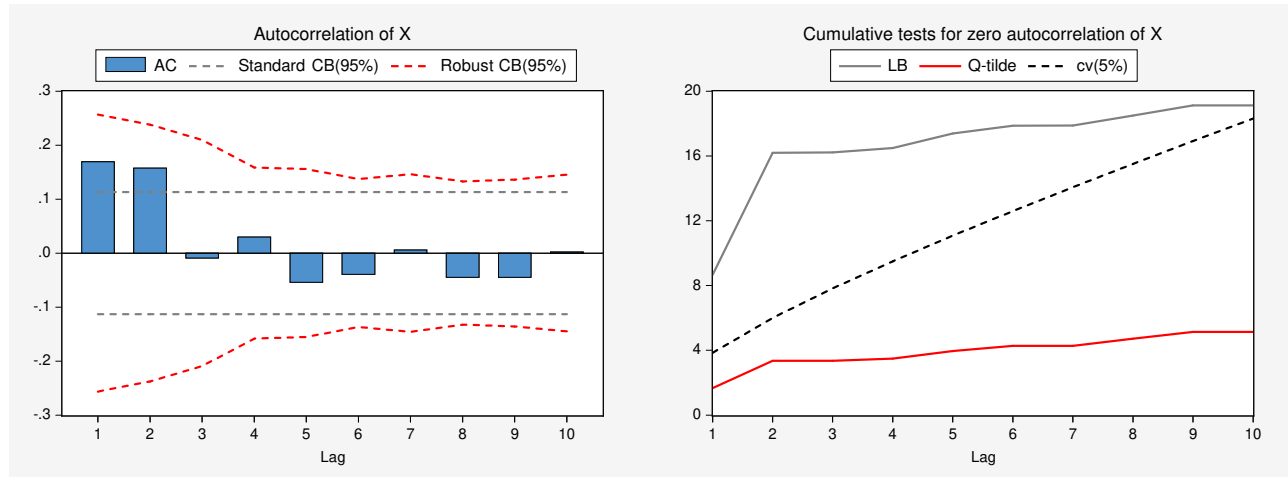 Autocorrelation of X
AC Standard CB(95%) Robust CB(95%)
.3
.2
.1
.0
-.1
-.2
-.3
1 2 3 4 5 6 7 8 9 10
Lag
Cumulative tests for zero autocorrelation of X
LB Q-tilde cv(5%)
20
16
12
8
4
0
1 2 3 4 5 6 7 8 9 10
Lag